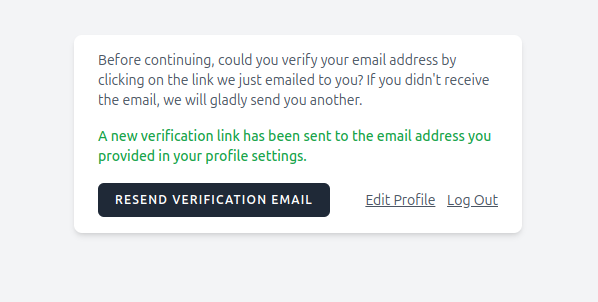 Before continuing, could you verify your email address by
clicking on the link we just emailed to you? If you didn't receive
the email, we will gladly send you another.
A new verification link has been sent to the email address you
provided in your profile settings.
RESEND VERIFICATION EMAIL Edit Profile Log Out